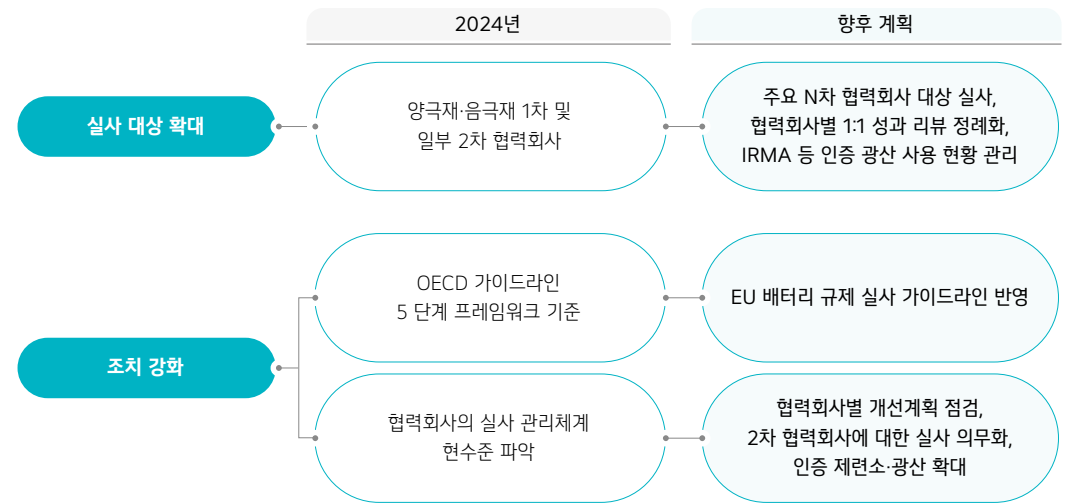 2024년
향후 계획
실사 대상 확대
양극재·음극재 1차 및
일부 2차 협력회사
주요 N차 협력회사 대상 실사,
협력회사별 1:1 성과 리뷰 정례화,
IRMA 등 인증 광산 사용 현황 관리
조치 강화
OECD 가이드라인
5 단계 프레임워크 기준
EU 배터리 규제 실사 가이드라인 반영
협력회사의 실사 관리체계
현수준 파악
협력회사별 개선계획 점검,
2차 협력회사에 대한 실사 의무화,
인증 제련소·광산 확대